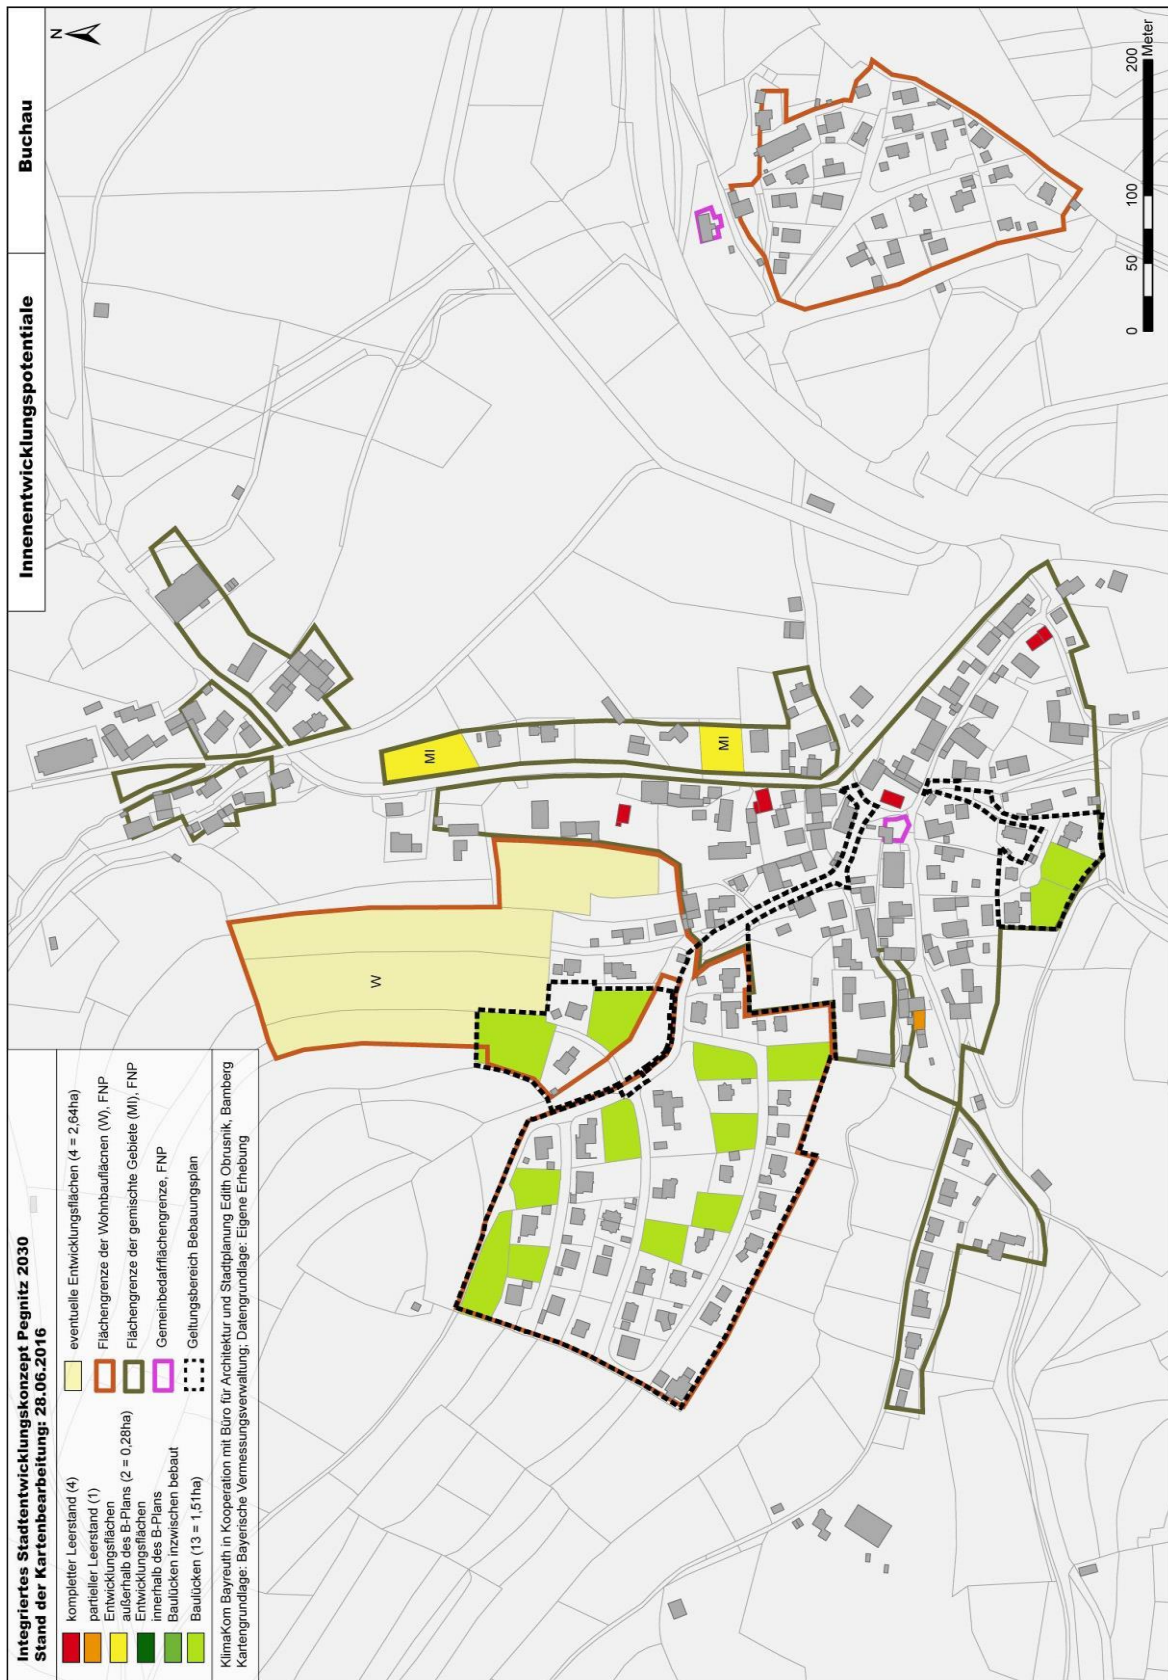 Integriertes Stadtentwicklungskonzept Pegnitz 2030
Stand der Kartenbearbeitung: 28.06.2016
Innenentwicklungspotentiale
Buchau
kompletter Leerstand (4)
partieller Leerstand (1)
Entwicklungsflächen
außerhalb des B-Plans (2 = 0,28ha)
Entwicklungsflächen
innerhalb des B-Plans
Baulücken inzwischen bebaut
Baulücken (13 = 1,51ha)
eventuelle Entwicklungsflächen (4 = 2,64ha)
Flächengrenze der Wohnbauflächen (W), FNP
Flächengrenze der gemischte Gebiete (MI), FNP
Gemeinbedarfsflächengrenze, FNP
Geltungsbereich Bebauungsplan
KlimaKom Bayreuth in Kooperation mit Büro für Architektur und Stadtplanung Edith Obrusnik, Bamberg
Kartengrundlage: Bayerische Vermessungsverwaltung; Datengrundlage: Eigene Erhebung
N
W
MI
MI
0 50 100 200
Meter